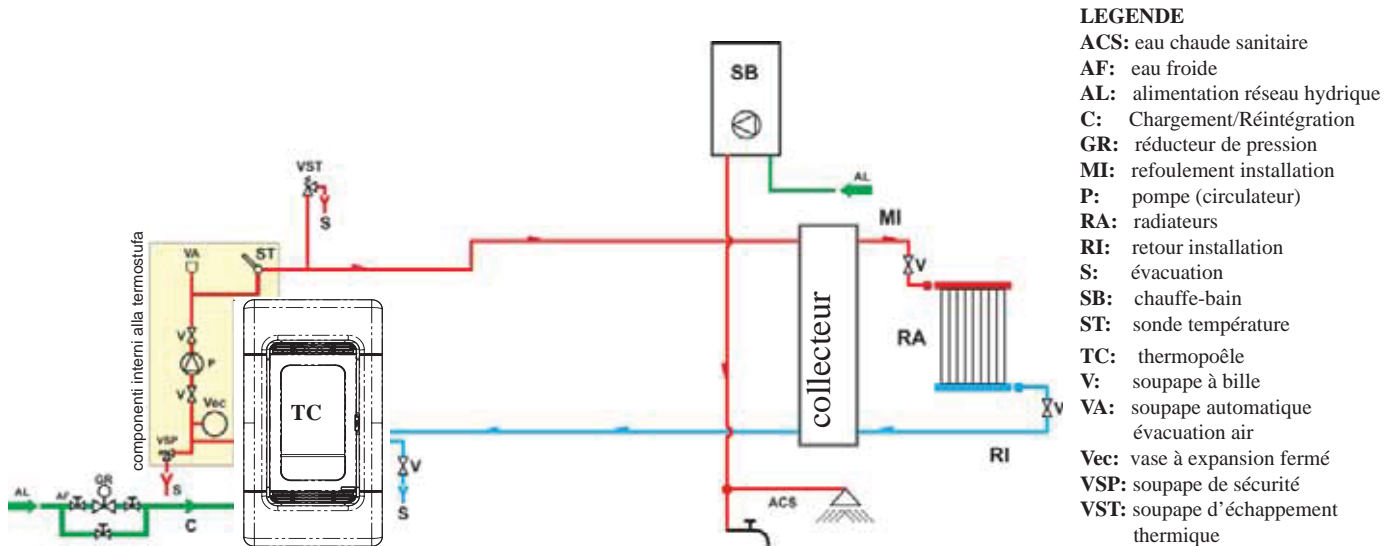 SB
AL
VST
S
MI
V
VA
ST
V
P
V
Vec
VSP
S
componenti interni alla termostufa
TC
collecteur
RA
V
RI
V
S
AL
AF
GR
C
ACS
LEGENDE
ACS: eau chaude sanitaire
AF: eau froide
AL: alimentation réseau hydrique
C: Chargement/Réintégration
GR: réducteur de pression
MI: refoulement installation
P: pompe (circulateur)
RA: radiateurs
RI: retour installation
S: évacuation
SB: chauffe-bain
ST: sonde température
TC: thermopoêle
V: soupape à bille
VA: soupape automatique
évacuation air
Vec: vase à expansion fermé
VSP: soupape de sécurité
VST: soupape d'échappement
thermique